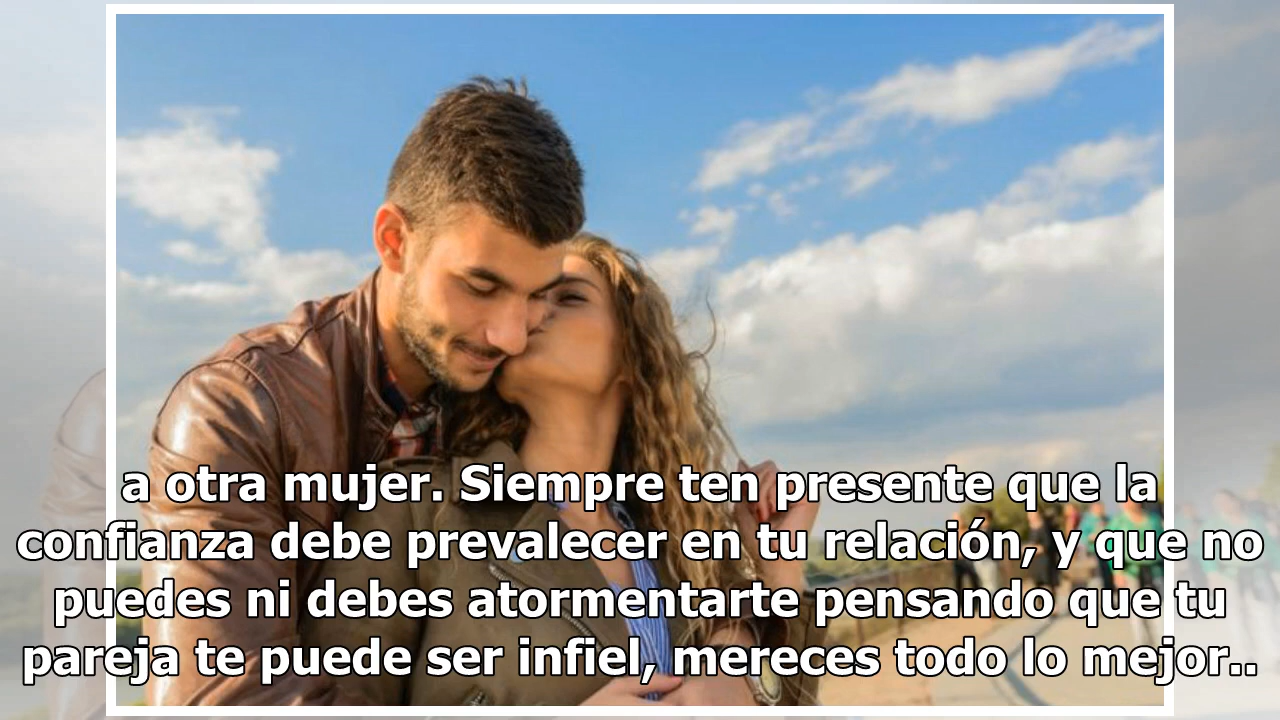 a otra mujer. Siempre ten presente que la
confianza debe prevalecer en tu relación, y que no
puedes ni debes atormentarte pensando que tu
pareja te puede ser infiel, mereces todo lo mejor..